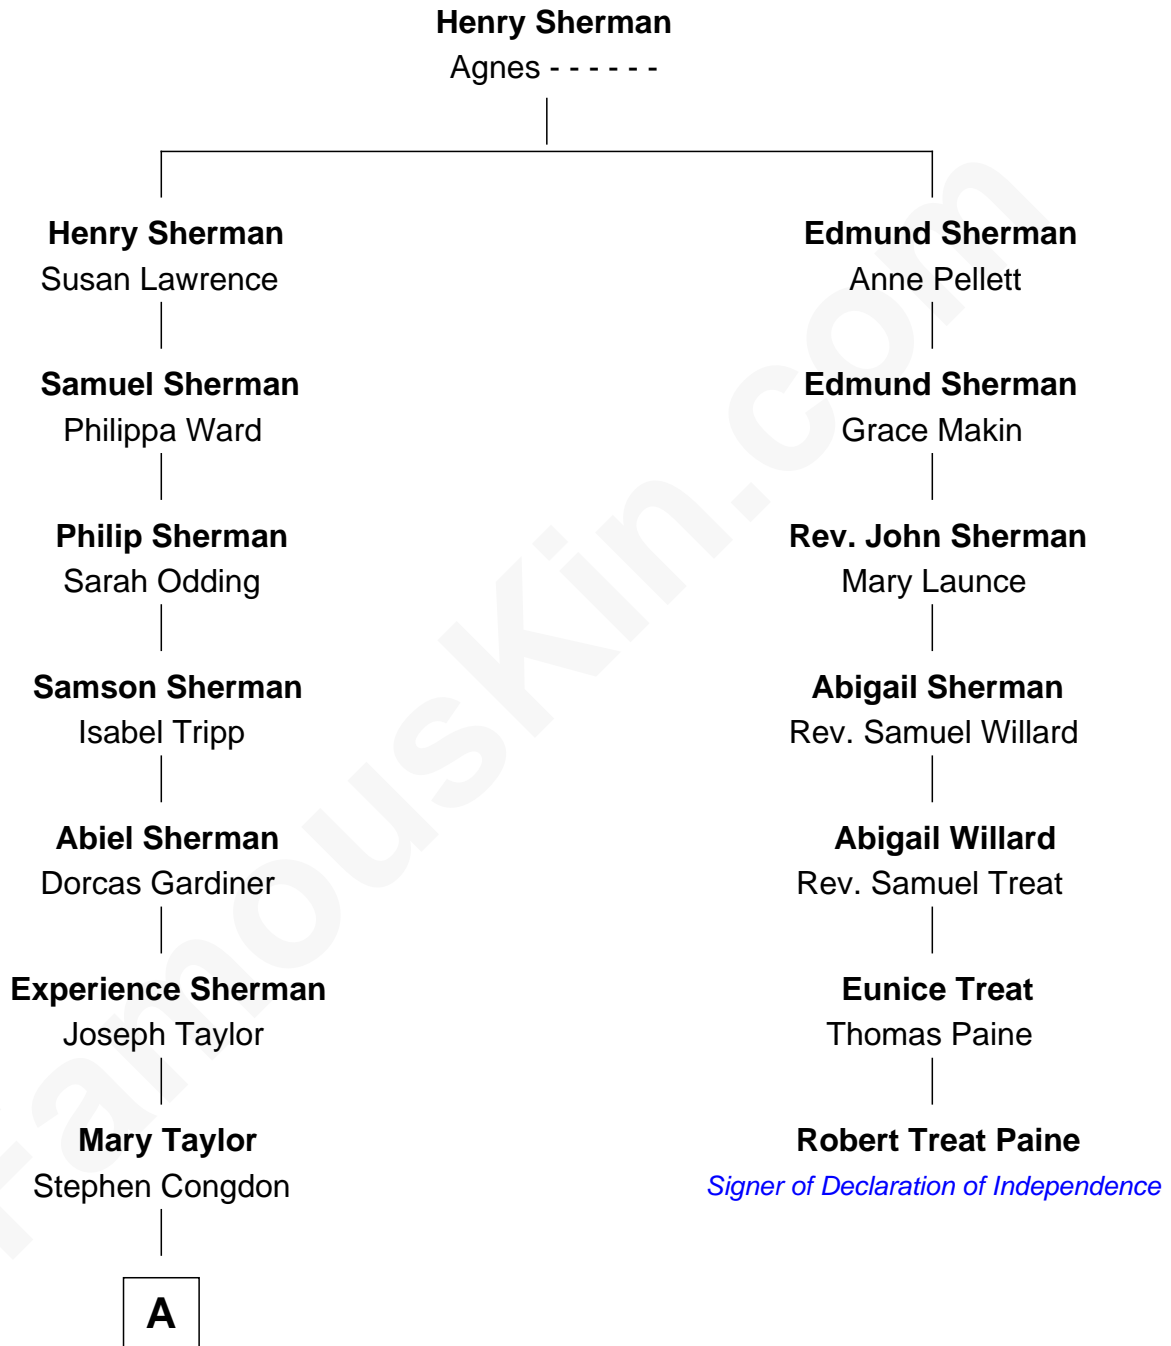 Henry Sherman
Agnes - - - - - -
Henry Sherman
Susan Lawrence
Edmund Sherman
Anne Pellett
Samuel Sherman
Philippa Ward
Edmund Sherman
Grace Makin
Philip Sherman
Sarah Odding
Rev. John Sherman
Mary Launce
Samson Sherman
Isabel Tripp
Abigail Sherman
Rev. Samuel Willard
Abiel Sherman
Dorcas Gardiner
Abigail Willard
Rev. Samuel Treat
Experience Sherman
Joseph Taylor
Eunice Treat
Thomas Paine
Mary Taylor
Stephen Congdon
Robert Treat Paine
Signer of Declaration of Independence
A
FamousKin.com